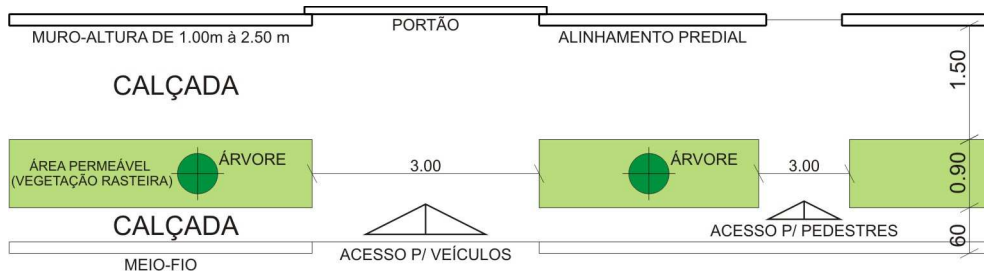 PORTÃO
MURO-ALTURA DE 1.00m à 2.50 m
ALINHAMENTO PREDIAL
1.50
CALÇADA
ÁREA PERMEÁVEL
(VEGETAÇÃO RASTEIRA)
ÁRVORE
3.00
ÁRVORE
3.00
0.90
CALÇADA
ACESSO P/ VEÍCULOS
ACESSO P/ PEDESTRES
60
MEIO-FIO